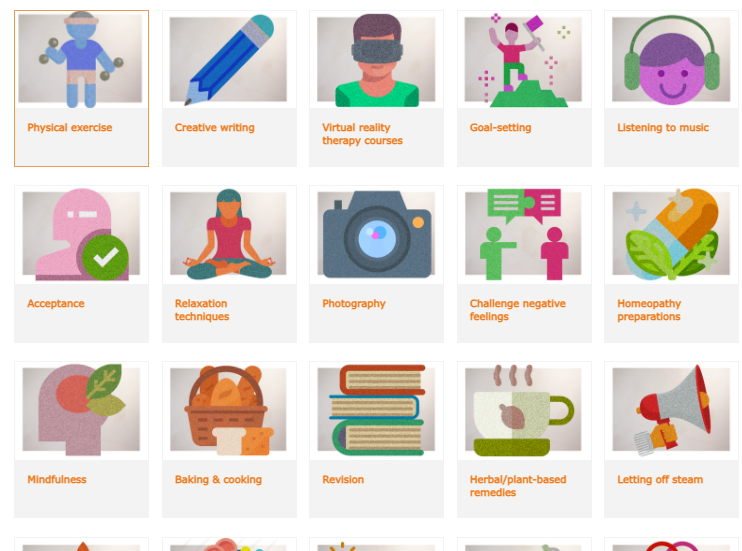 Physical exercise
Creative writing
Virtual reality
therapy courses
Goal-setting
Listening to music
Acceptance
Relaxation
techniques
Photography
Challenge negative
feelings
Homeopathy
preparations
Mindfulness
Baking & cooking
Revision
Herbal/plant-based
remedies
Letting off steam